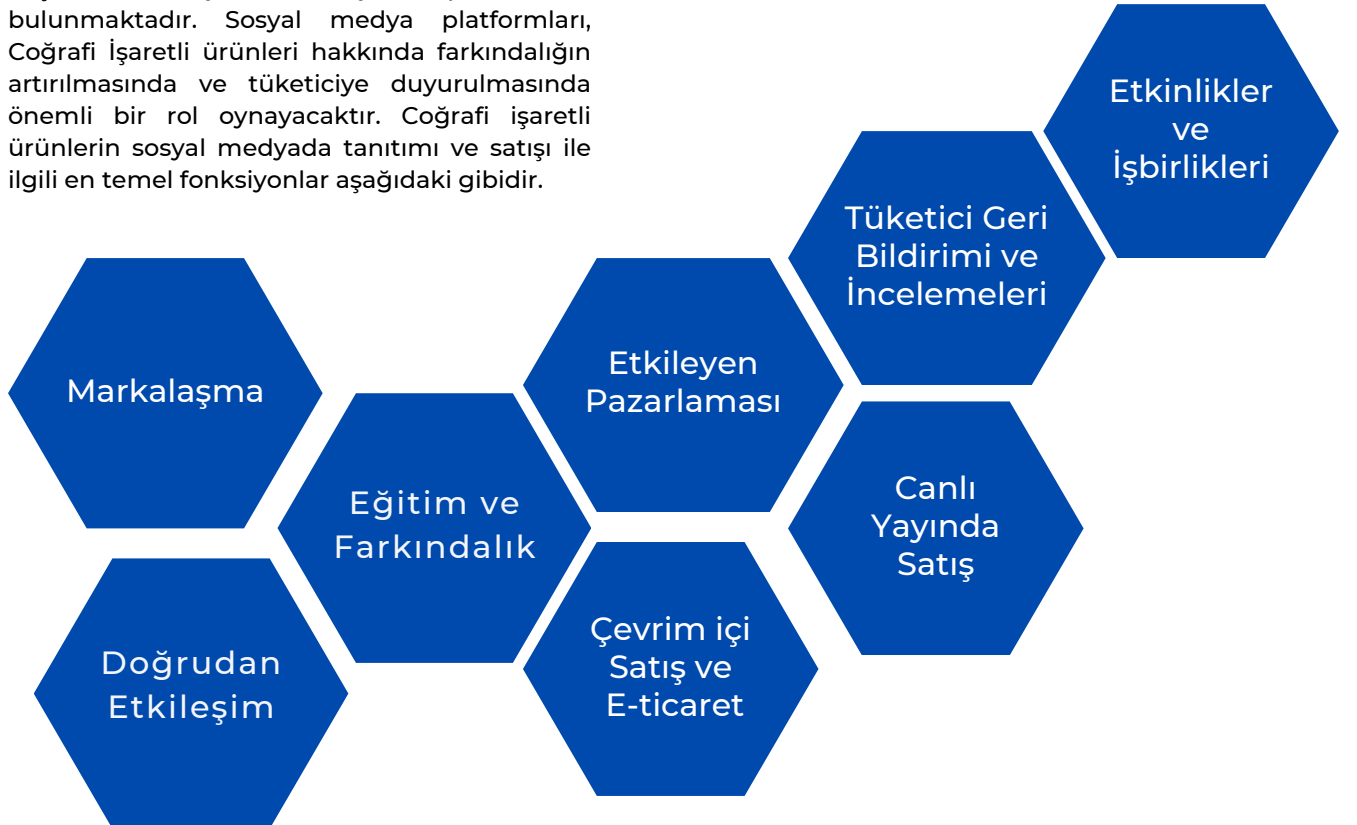 bulunmaktadır. Sosyal medya platformları,
Coğrafi İşaretli ürünleri hakkında farkındalığın
artırılmasında ve tüketiciye duyurulmasında
önemli bir rol oynayacaktır. Coğrafi işaretli
ürünlerin sosyal medyada tanıtımı ve satışı ile
ilgili en temel fonksiyonlar aşağıdaki gibidir.
Markalaşma
Doğrudan
Etkileşim
Eğitim ve
Farkındalık
Etkileyen
Pazarlaması
Çevrim içi
Satış ve
E-ticaret
Tüketici Geri
Bildirimi ve
İncelemeleri
Canlı
Yayında
Satış
Etkinlikler
ve
İşbirlikleri